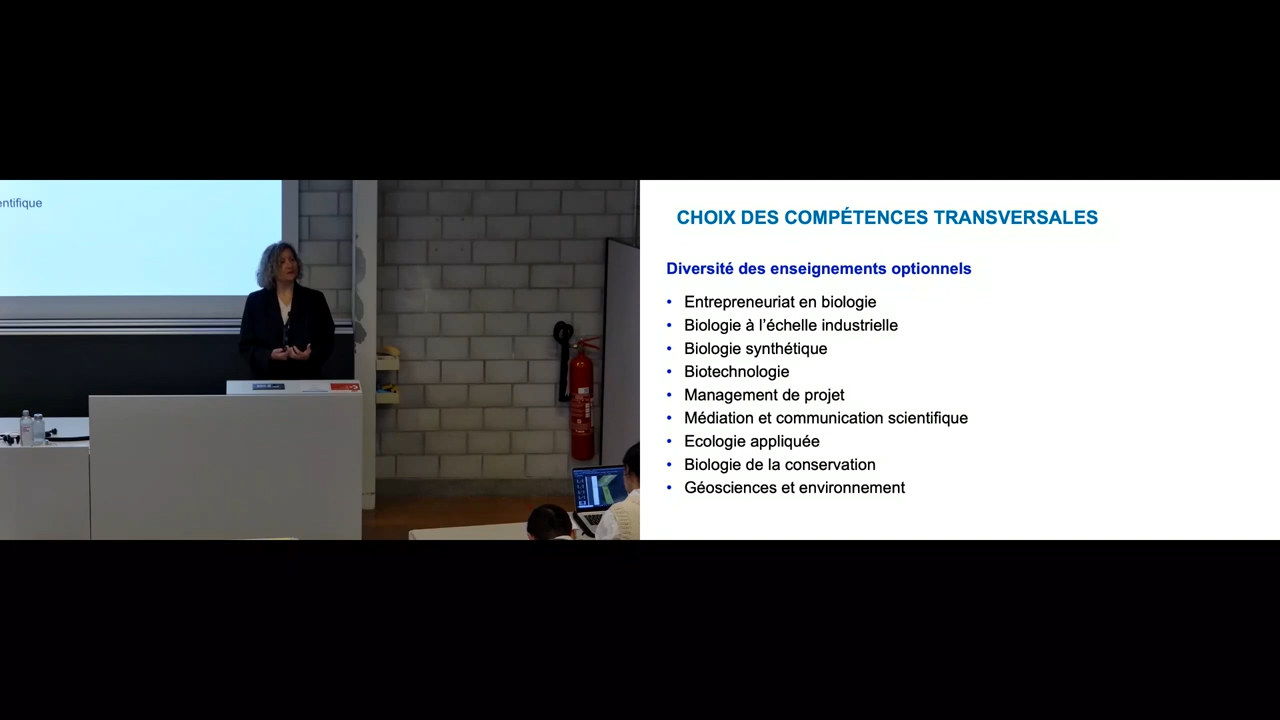 entifique
CHOIX DES COMPÉTENCES TRANSVERSALES
Diversité des enseignements optionnels
• Entrepreneuriat en biologie
• Biologie à l'échelle industrielle
• Biologie synthétique
• Biotechnologie
• Management de projet
• Médiation et communication scientifique
• Ecologie appliquée
• Biologie de la conservation
• Géosciences et environnement